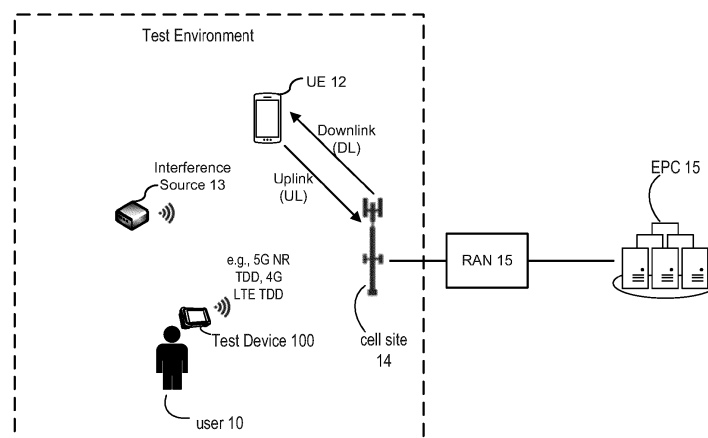 Test Environment
UE 12
Downlink
(DL)
Uplink
(UL)
Interference
Source 13
EPC 15
RAN 15
e.g., 5G NR
TDD, 4G
LTE TDD
Test Device 100
cell site
14
user 10